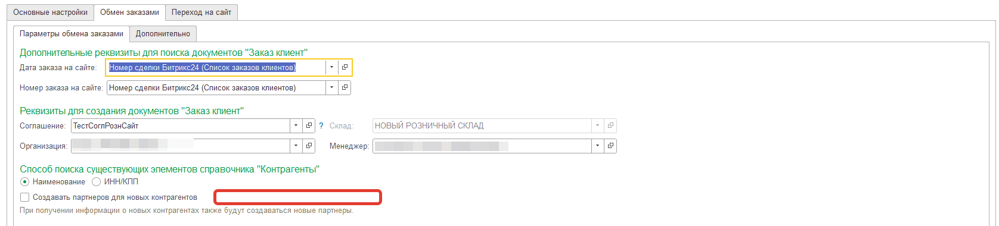 Основные настройки Обмен заказами Переход на сайт
Параметры обмена заказами Дополнительно
Дополнительные реквизиты для поиска документов "Заказ клиент"
Дата заказа на сайте: Номер сделки Битрикс24 (Список заказов клиентов)
Номер заказа на сайте: Номер сделки Битрикс24 (Список заказов клиентов)
Реквизиты для создания документов "Заказ клиент"
Соглашение: ТестСоглРознСайт ? Склад: НОВЫЙ РОЗНИЧНЫЙ СКЛАД
Организация: Менеджер:
Способ поиска существующих элементов справочника "Контрагенты"
Наименование ИНН/КПП
Создавать партнеров для новых контрагентов
При получении информации о новых контрагентах также будут создаваться новые партнеры.